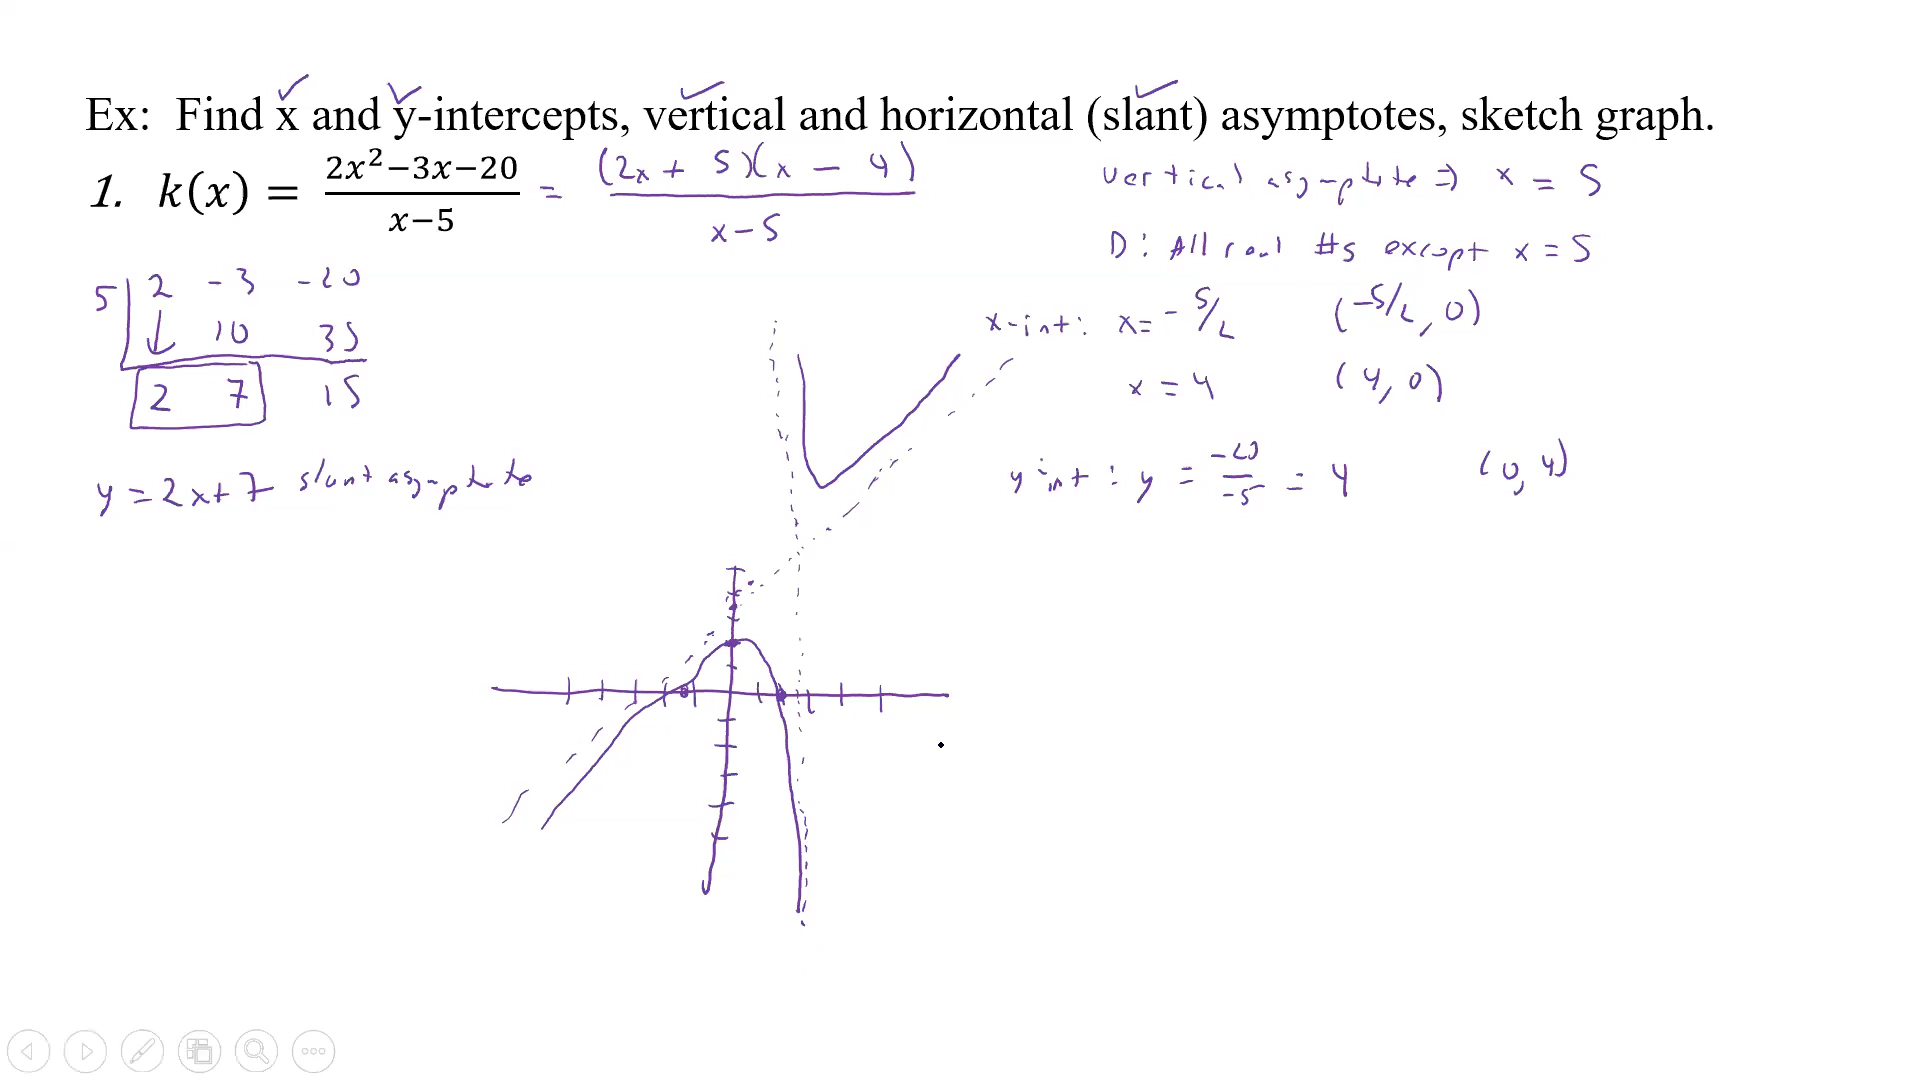 Ex: Find x and y-intercepts, vertical and horizontal (slant) asymptotes, sketch graph.
1. k(x) = (2x²−3x−20)/(x−5) = (2x + 5)(x − 4)/(x − 5)
vertical asymptote ⇒ x = 5
D: All real #s except x = 5
5 | 2 -3 -20
↓ 10 35
2 7 15
y = 2x+7 slant asymptote
x-int: x = -5/2 (-5/2, 0)
x = 4 (4, 0)
y int: y = -20/-5 = 4 (0, 4)